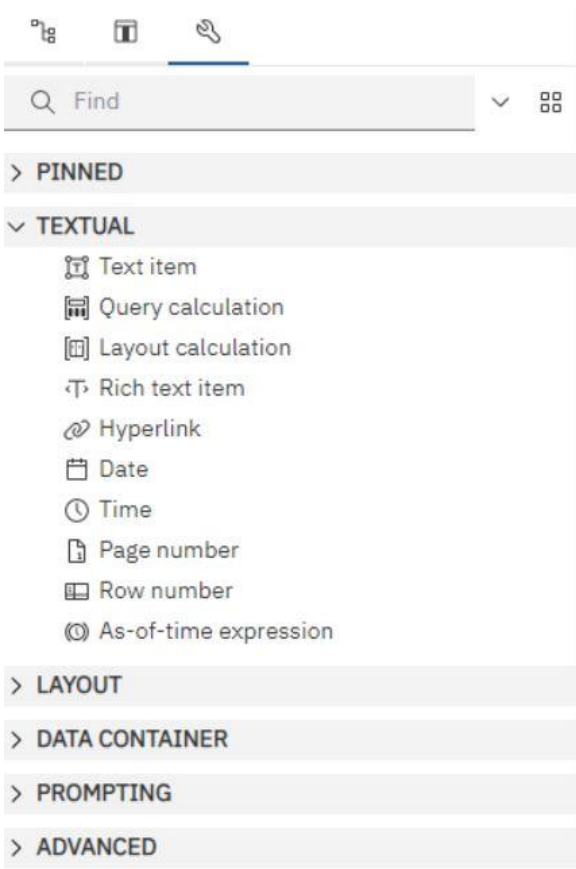 Find
PINNED
TEXTUAL
Text item
Query calculation
Layout calculation
Rich text item
Hyperlink
Date
Time
Page number
Row number
As-of-time expression
LAYOUT
DATA CONTAINER
PROMPTING
ADVANCED